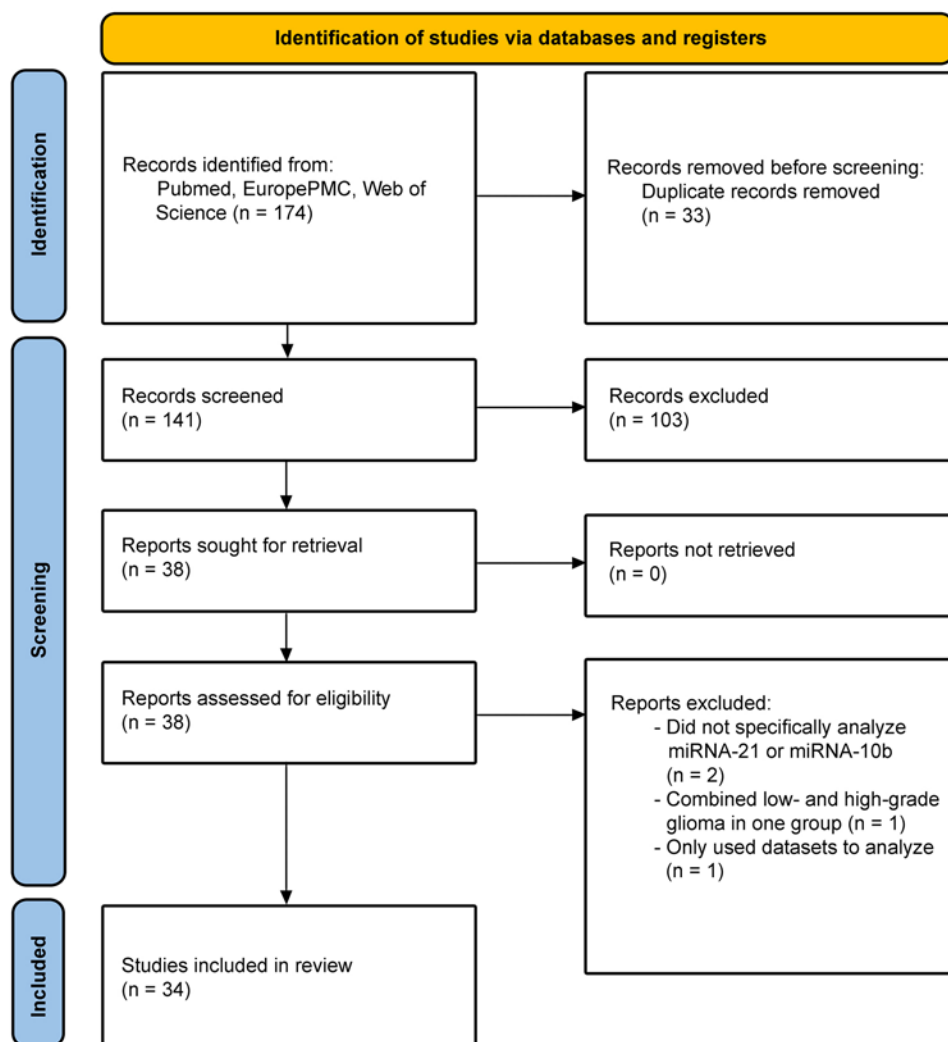 Identification of studies via databases and registers
Identification
Records identified from:
Pubmed, EuropePMC, Web of
Science (n = 174)
Records removed before screening:
Duplicate records removed
(n = 33)
Screening
Records screened
(n = 141)
Records excluded
(n = 103)
Reports sought for retrieval
(n = 38)
Reports not retrieved
(n = 0)
Reports assessed for eligibility
(n = 38)
Reports excluded:
- Did not specifically analyze
miRNA-21 or miRNA-10b
(n = 2)
- Combined low- and high-grade
glioma in one group (n = 1)
- Only used datasets to analyze
(n = 1)
Included
Studies included in review
(n = 34)